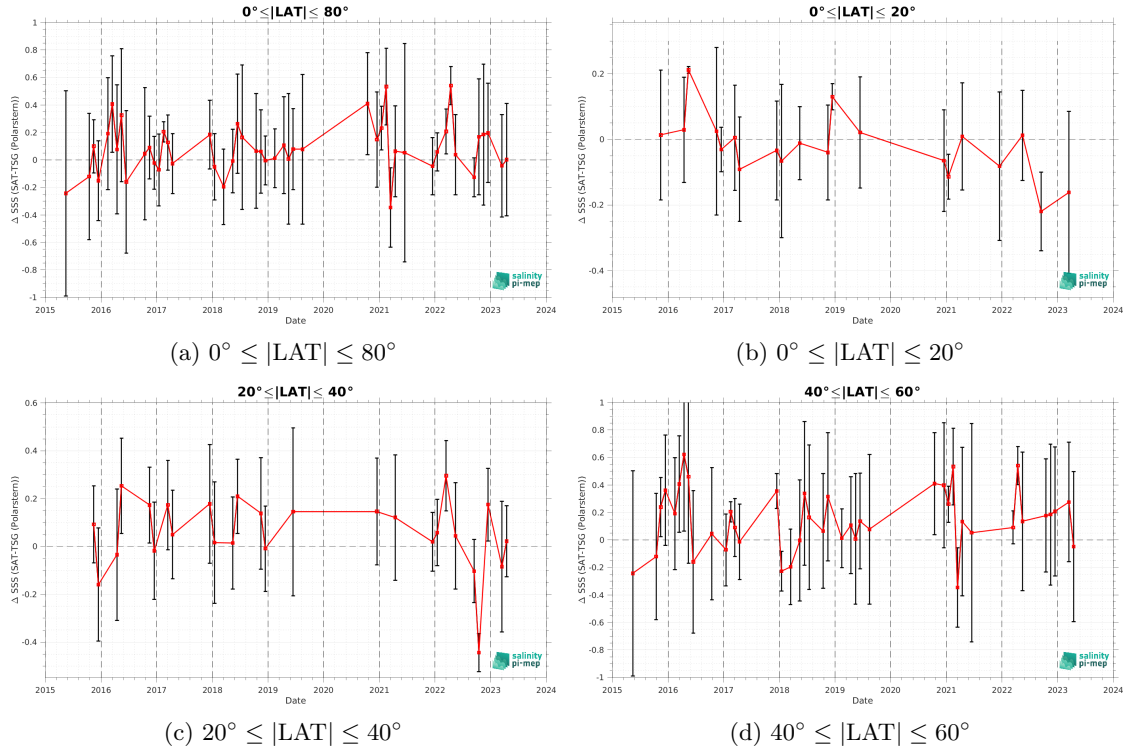 0°≤|LAT|≤ 80°
Δ SSS (SAT-TSG (Polarstern))
1
0.8
0.6
0.4
0.2
0
-0.2
-0.4
-0.6
-0.8
-1
2015 2016 2017 2018 2019 2020 2021 2022 2023 2024
Date
salinity
pi-mep
(a) 0° ≤ |LAT| ≤ 80°
0°≤|LAT|≤ 20°
Δ SSS (SAT-TSG (Polarstern))
0.2
0
-0.2
-0.4
2015 2016 2017 2018 2019 2020 2021 2022 2023 2024
Date
salinity
pi-mep
(b) 0° ≤ |LAT| ≤ 20°
20°≤|LAT|≤ 40°
Δ SSS (SAT-TSG (Polarstern))
0.6
0.4
0.2
0
-0.2
-0.4
2015 2016 2017 2018 2019 2020 2021 2022 2023 2024
Date
salinity
pi-mep
(c) 20° ≤ |LAT| ≤ 40°
40°≤|LAT|≤ 60°
Δ SSS (SAT-TSG (Polarstern))
1
0.8
0.6
0.4
0.2
0
-0.2
-0.4
-0.6
-0.8
-1
2015 2016 2017 2018 2019 2020 2021 2022 2023 2024
Date
salinity
pi-mep
(d) 40° ≤ |LAT| ≤ 60°